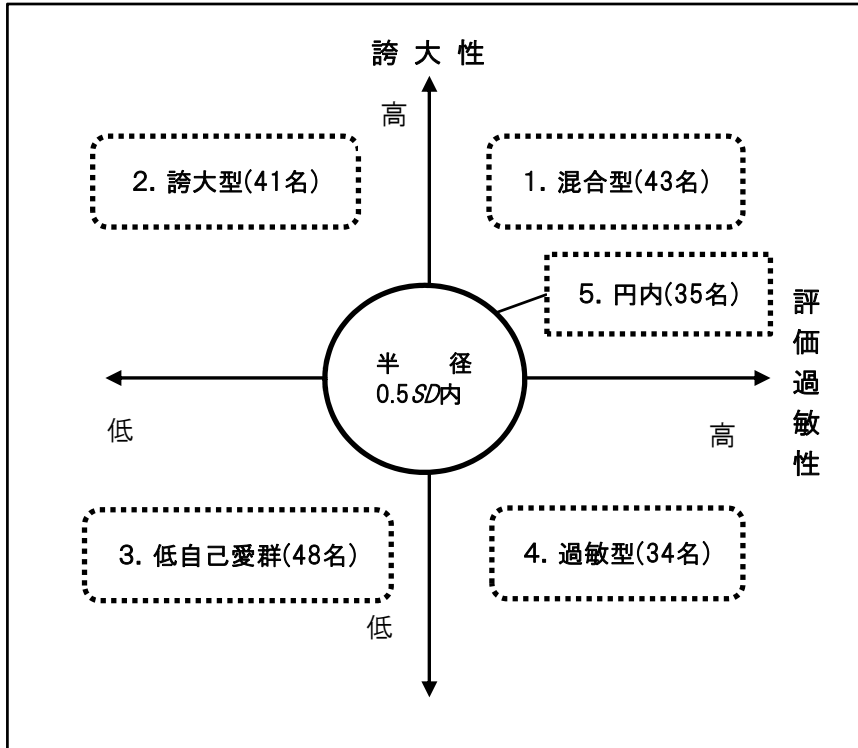 誇大性
高
2. 誇大型(41名)
1. 混合型(43名)
5. 円内(35名)
評価過敏性
半　径
0.5SD内
低
高
3. 低自己愛群(48名)
4. 過敏型(34名)
低